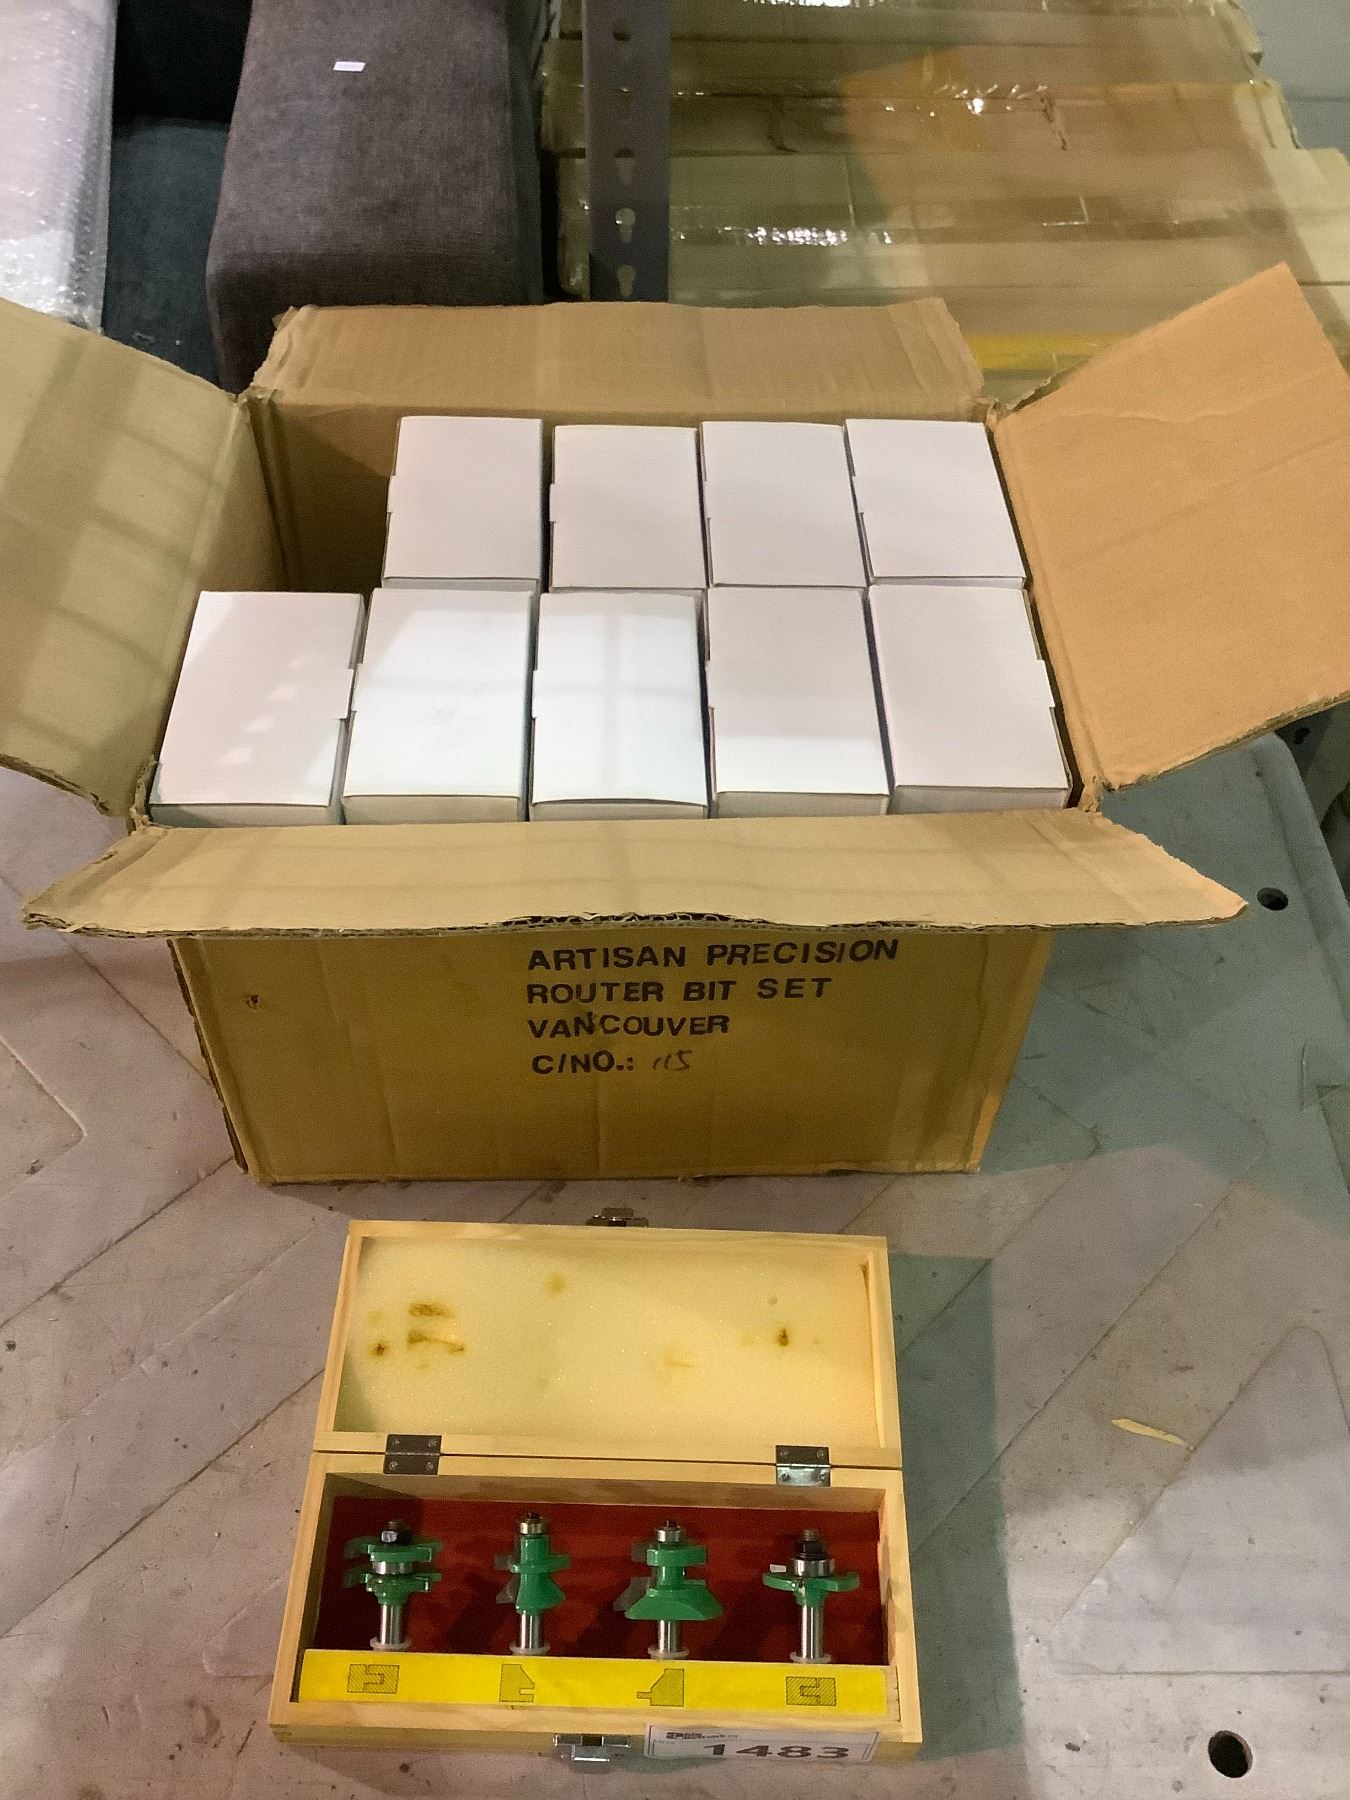 ARTISAN PRECISION
ROUTER BIT SET
VANCOUVER
C/NO.: 115
1483